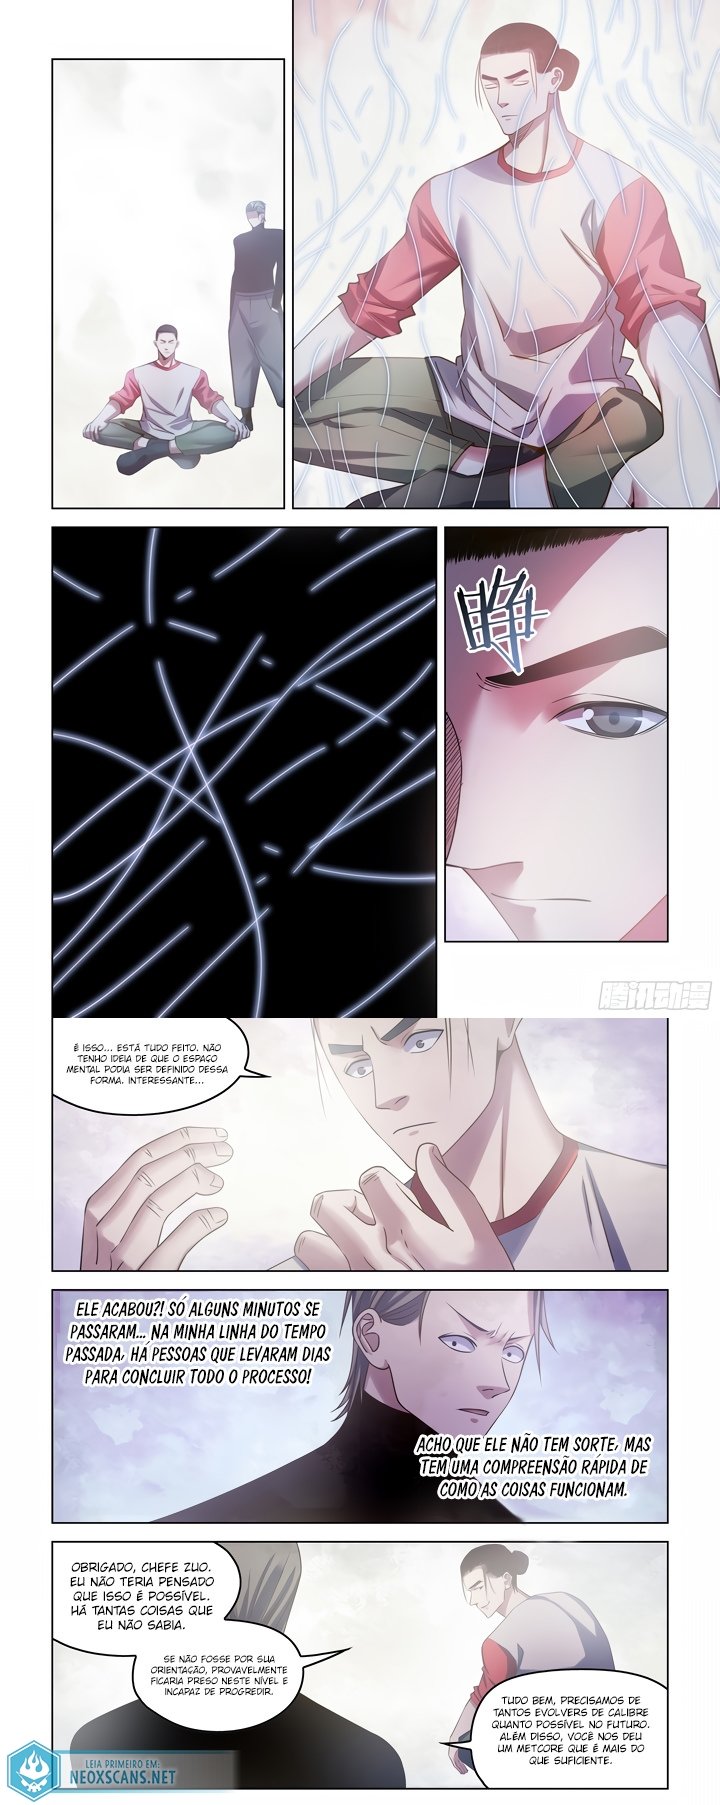 睁
腾讯动漫
É ISSO... ESTÁ TUDO FEITO. NÃO
TENHO IDEIA DE QUE O ESPAÇO
MENTAL PODIA SER DEFINIDO DESSA
FORMA. INTERESSANTE...
ELE ACABOU?! SÓ ALGUNS MINUTOS SE
PASSARAM... NA MINHA LINHA DO TEMPO
PASSADA, HÁ PESSOAS QUE LEVARAM DIAS
PARA CONCLUIR TODO O PROCESSO!
ACHO QUE ELE NÃO TEM SORTE, MAS
TEM UMA COMPREENSÃO RÁPIDA DE
COMO AS COISAS FUNCIONAM.
OBRIGADO, CHEFE ZUO.
EU NÃO TERIA PENSADO
QUE ISSO É POSSÍVEL.
HÁ TANTAS COISAS QUE
EU NÃO SABIA.
SE NÃO FOSSE POR SUA
ORIENTAÇÃO, PROVAVELMENTE
FICARIA PRESO NESTE NÍVEL E
INCAPAZ DE PROGREDIR.
TUDO BEM, PRECISAMOS DE
TANTOS EVOLVERS DE CALIBRE
QUANTO POSSÍVEL NO FUTURO.
ALÉM DISSO, VOCÊ NOS DEU
UM METCORE QUE É MAIS DO
QUE SUFICIENTE.
LEIA PRIMEIRO EM:
NEOXSCANS.NET